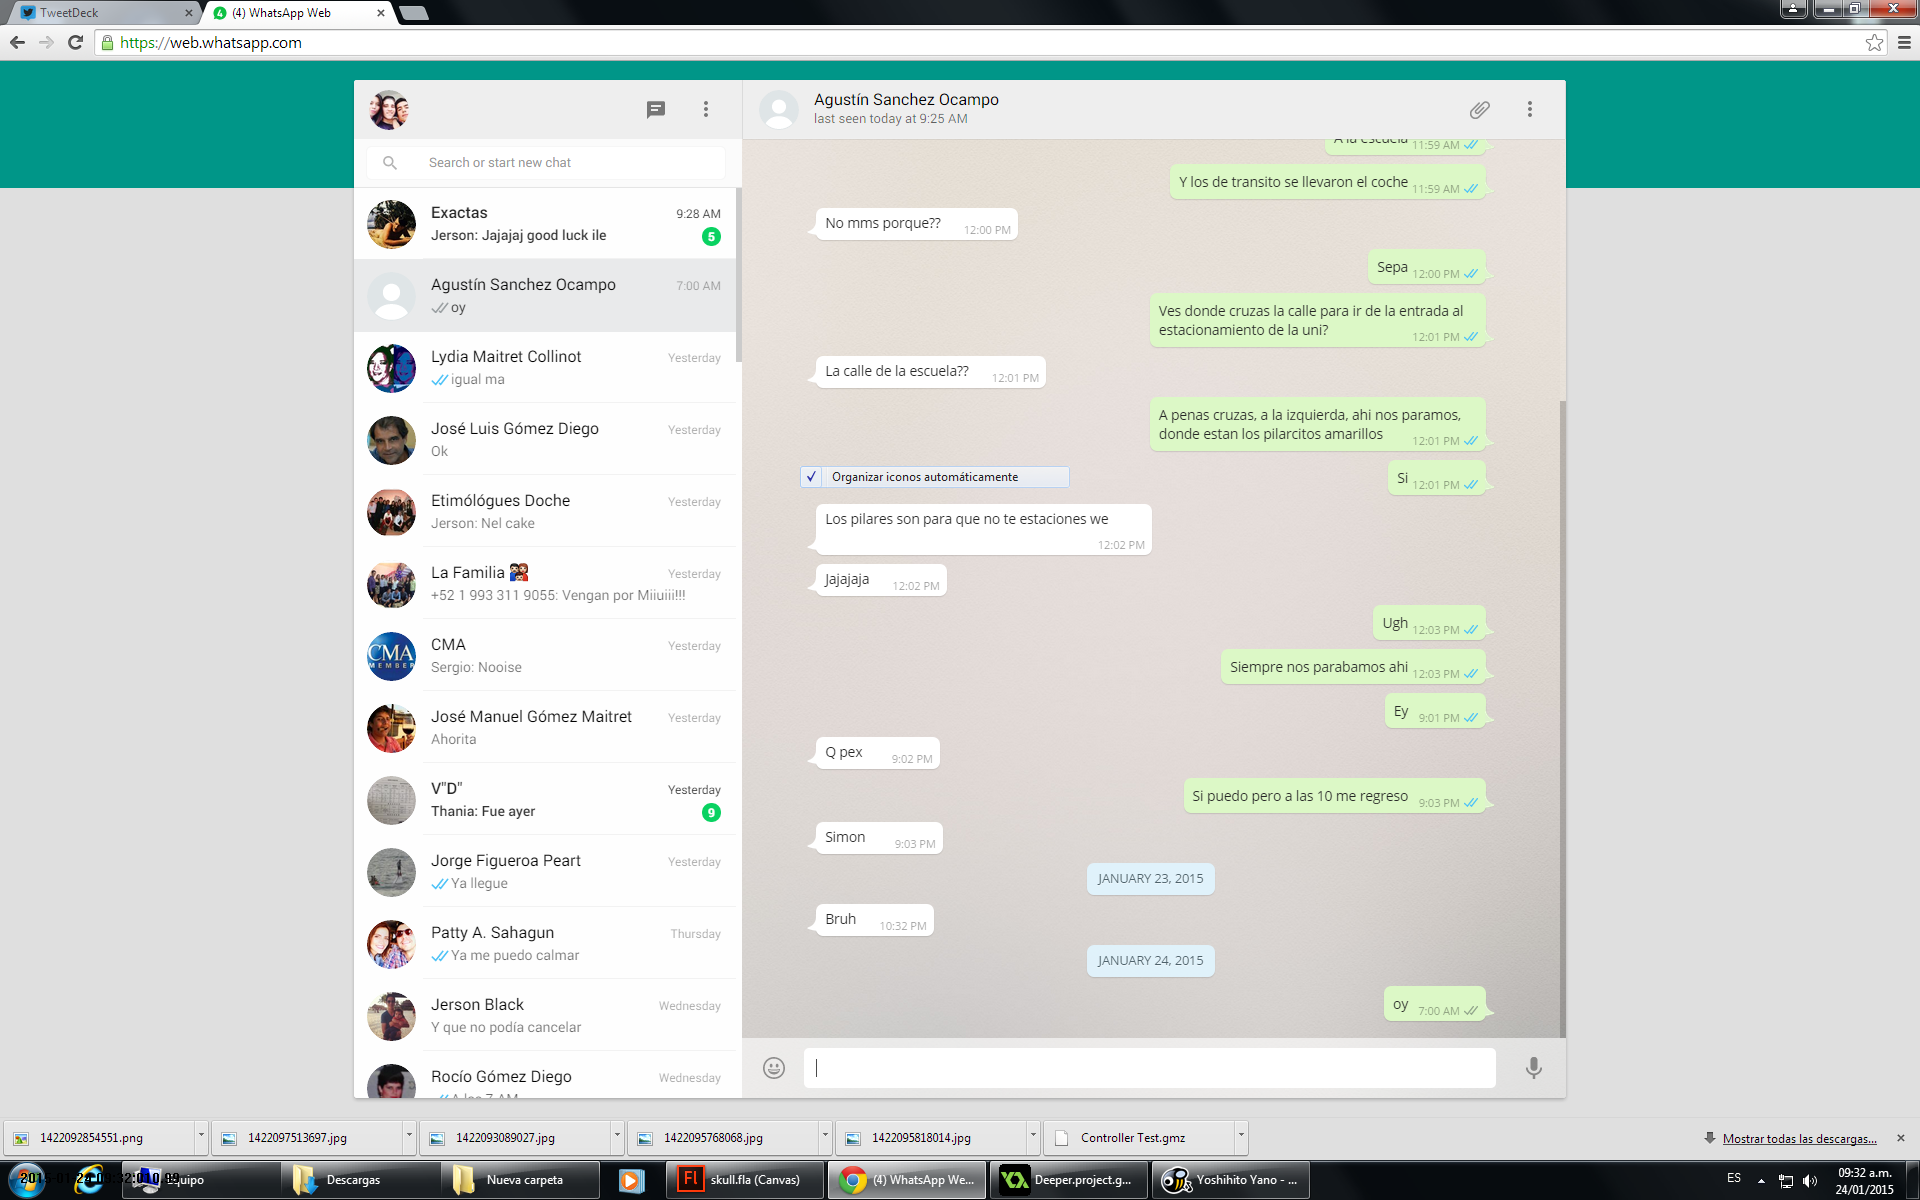 TweetDeck
(4) WhatsApp Web
https://web.whatsapp.com
Search or start new chat
Exactas 9:28 AM
Jerson: Jajajaj good luck ile 5
Agustín Sanchez Ocampo 7:00 AM
oy
Lydia Maitret Collinot Yesterday
igual ma
José Luis Gómez Diego Yesterday
Ok
Etimólógues Doche Yesterday
Jerson: Nel cake
La Familia Yesterday
+52 1 993 311 9055: Vengan por Miiuiii!!!
CMA MEMBER
CMA Yesterday
Sergio: Nooise
José Manuel Gómez Maitret Yesterday
Ahorita
V"D" Yesterday
Thania: Fue ayer 9
Jorge Figueroa Peart Yesterday
Ya llegue
Patty A. Sahagun Thursday
Ya me puedo calmar
Jerson Black Wednesday
Y que no podía cancelar
Rocío Gómez Diego Wednesday
A las 7 AM
Agustín Sanchez Ocampo
last seen today at 9:25 AM
A la escuela 11:59 AM
Y los de transito se llevaron el coche 11:59 AM
No mms porque?? 12:00 PM
Sepa 12:00 PM
Ves donde cruzas la calle para ir de la entrada al
estacionamiento de la uni? 12:01 PM
La calle de la escuela?? 12:01 PM
A penas cruzas, a la izquierda, ahi nos paramos,
donde estan los pilarcitos amarillos 12:01 PM
Organizar iconos automáticamente
Si 12:01 PM
Los pilares son para que no te estaciones we
12:02 PM
Jajajaja 12:02 PM
Ugh 12:03 PM
Siempre nos parabamos ahi 12:03 PM
Ey 9:01 PM
Q pex 9:02 PM
Si puedo pero a las 10 me regreso 9:03 PM
Simon 9:03 PM
JANUARY 23, 2015
Bruh 10:32 PM
JANUARY 24, 2015
oy 7:00 AM
1422092854551.png
1422097513697.jpg
1422093089027.jpg
1422095768068.jpg
1422095818014.jpg
Controller Test.gmz
Mostrar todas las descargas...
Equipo
Descargas
Nueva carpeta
Fl skull.fla (Canvas)
(4) WhatsApp We...
Deeper.project.g...
Yoshihito Yano - ...
ES
09:32 a.m.
24/01/2015